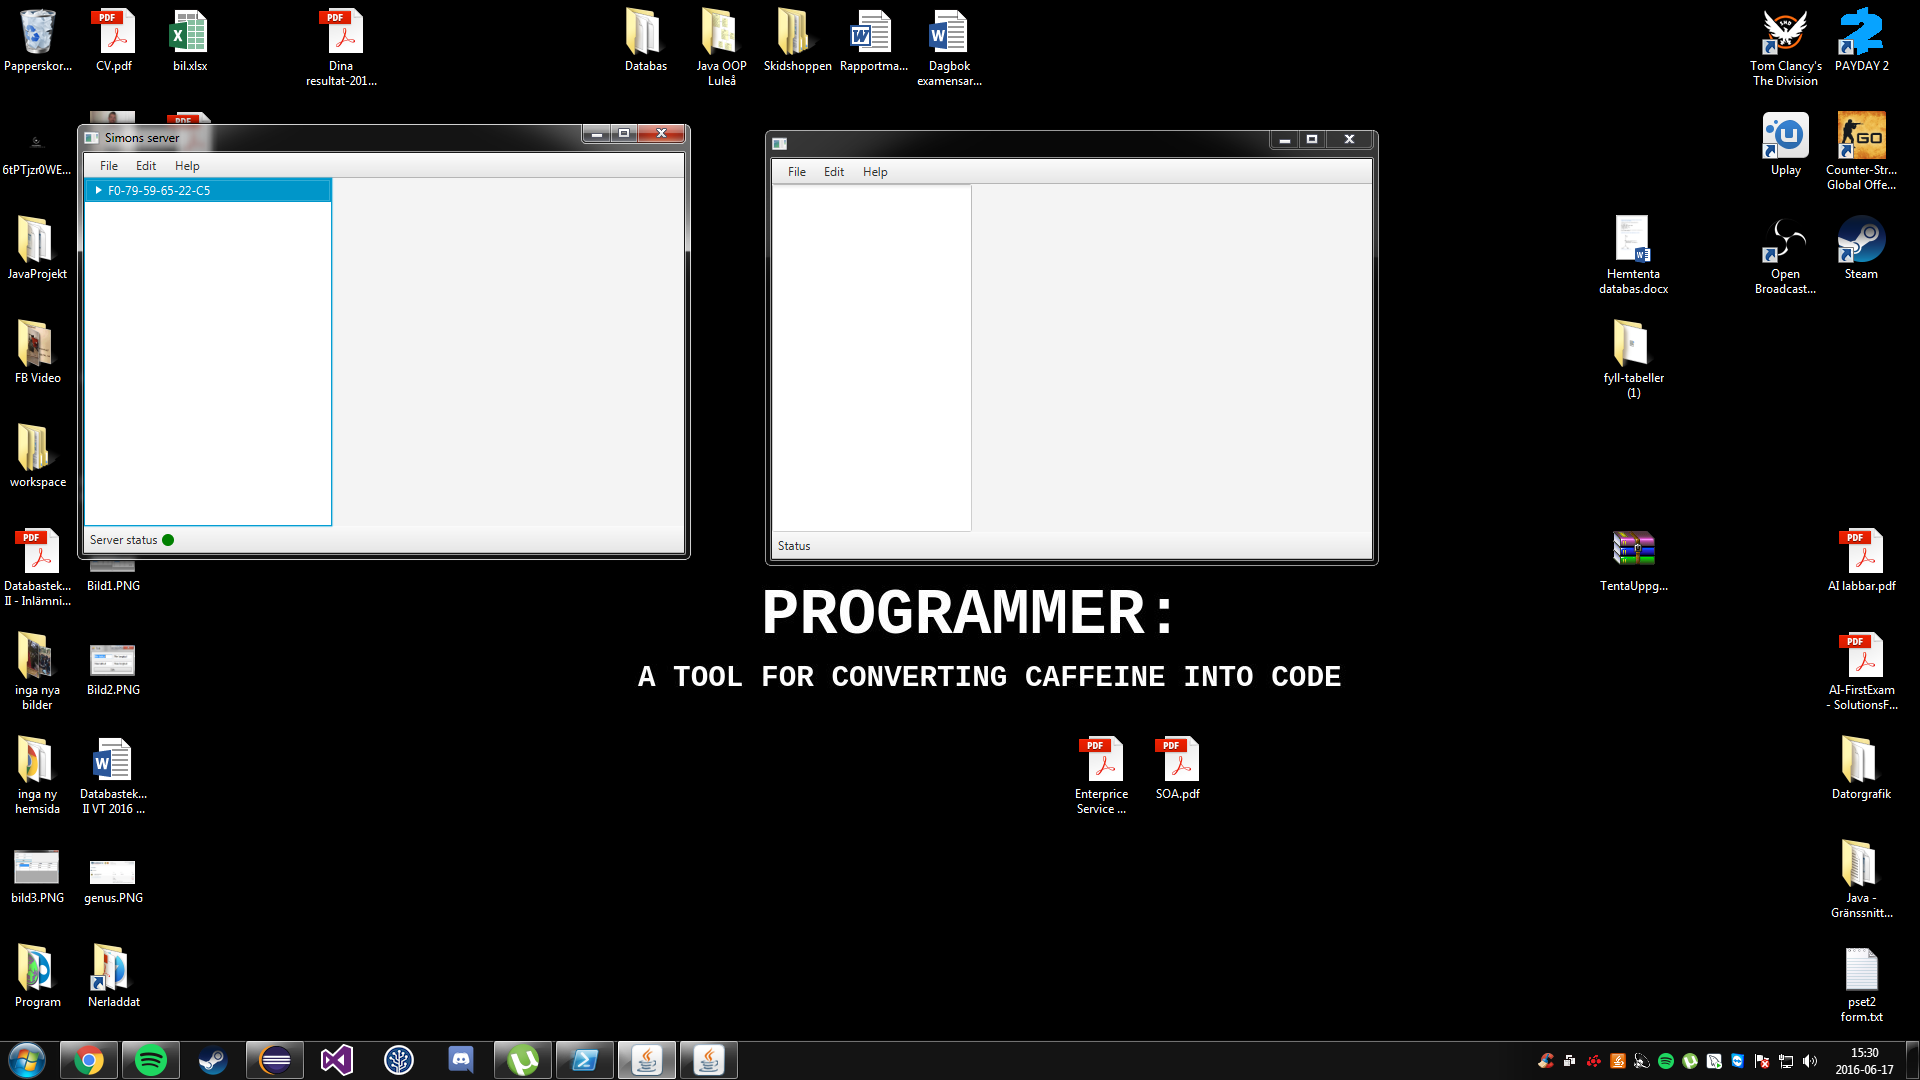 Papperskor...
CV.pdf
bil.xlsx
Dina
resultat-201...
Databas
Java OOP
Luleå
Skidshoppen
Rapportma...
Dagbok
examensar...
Tom Clancy's
The Division
PAYDAY 2
6tPTjzr0WE...
Uplay
Counter-Str...
Global Offe...
Simons server
File Edit Help
F0-79-59-65-22-C5
Server status
File Edit Help
Status
JavaProjekt
FB Video
workspace
Hemtenta
databas.docx
Open
Broadcast...
Steam
fyll-tabeller
(1)
Databastek...
II - Inlämni...
Bild1.PNG
TentaUppg...
AI labbar.pdf
PROGRAMMER:
A TOOL FOR CONVERTING CAFFEINE INTO CODE
inga nya
bilder
Bild2.PNG
AI-FirstExam
- SolutionsF...
inga ny
hemsida
Databastek...
II VT 2016 ...
Enterprice
Service ...
SOA.pdf
Datorgrafik
bild3.PNG
genus.PNG
Java -
Gränssnitt...
Program
Nerladdat
pset2
form.txt
15:30
2016-06-17